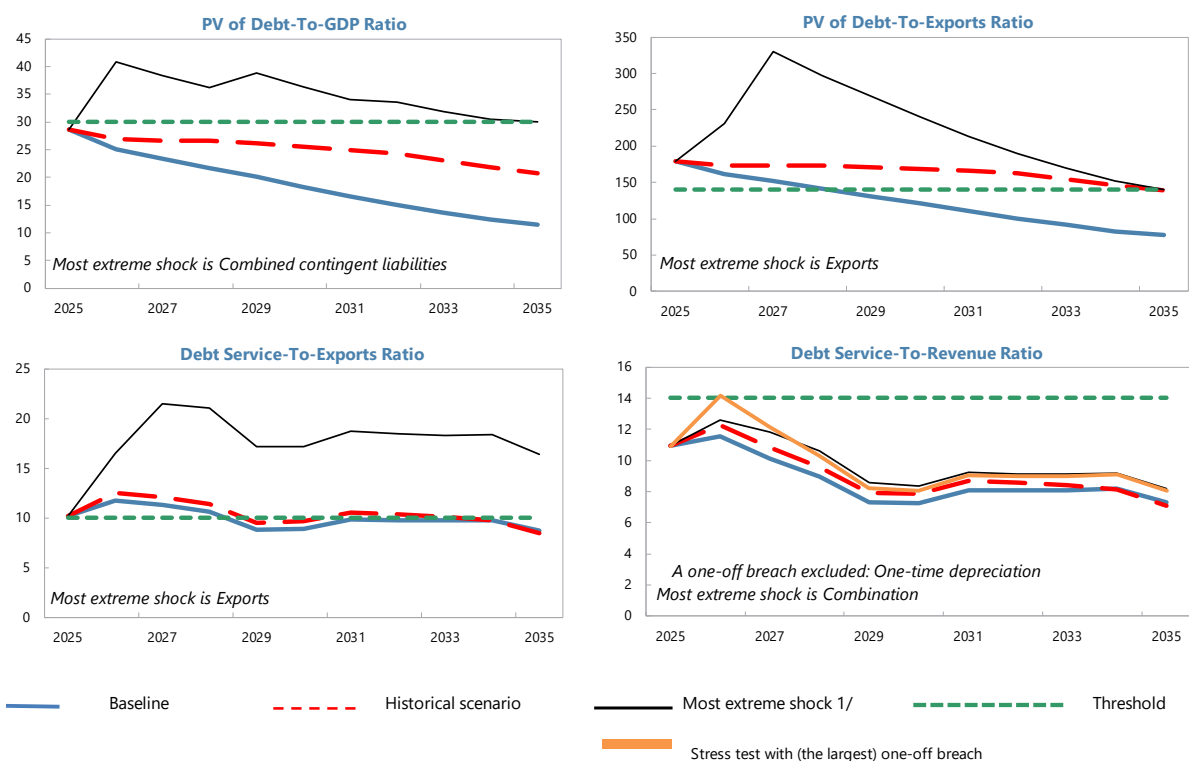 PV of Debt-To-GDP Ratio
45
40
35
30
25
20
15
10
5
0
Most extreme shock is Combined contingent liabilities
2025 2027 2029 2031 2033 2035
PV of Debt-To-Exports Ratio
350
300
250
200
150
100
50
0
Most extreme shock is Exports
2025 2027 2029 2031 2033 2035
Debt Service-To-Exports Ratio
25
20
15
10
5
0
Most extreme shock is Exports
2025 2027 2029 2031 2033 2035
Debt Service-To-Revenue Ratio
16
14
12
10
8
6
4
2
0
A one-off breach excluded: One-time depreciation
Most extreme shock is Combination
2025 2027 2029 2031 2033 2035
Baseline Historical scenario Most extreme shock 1/ Threshold
Stress test with (the largest) one-off breach